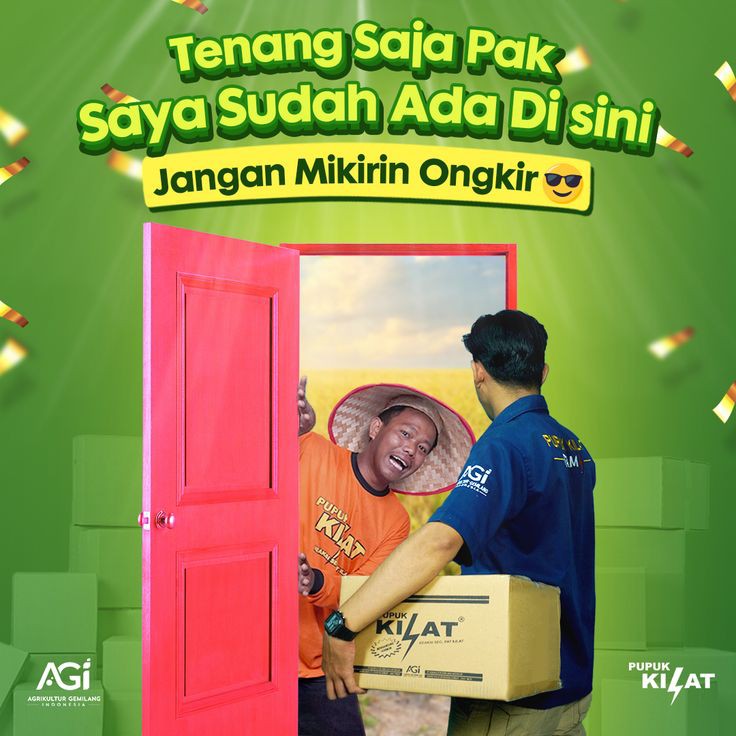 Tenang Saja Pak
Saya Sudah Ada Di sini
Jangan Mikirin Ongkir
PUPUK
KILAT
AGI
PUPUK
KILAT
AGI
AGI
AGRIKULTUR GEMILANG
INDONESIA
PUPUK
KILAT